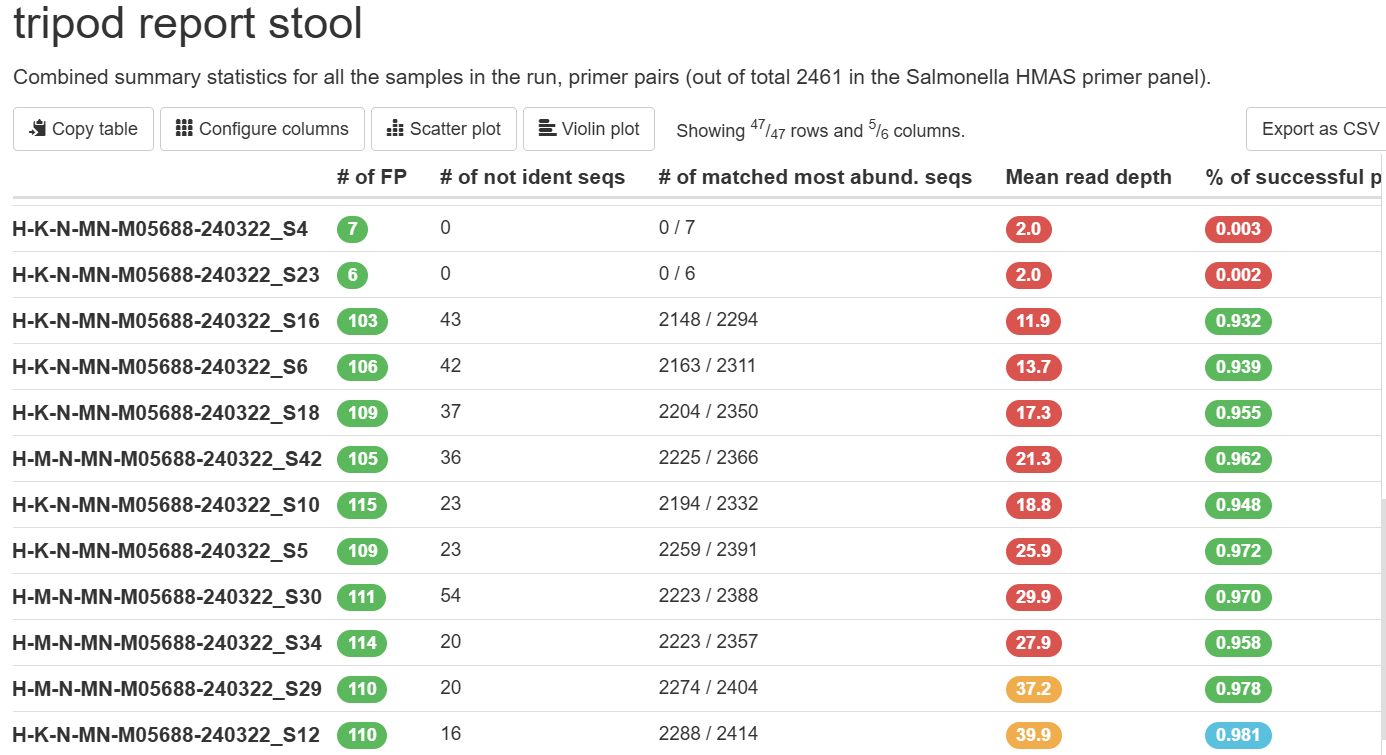 tripod report stool
Combined summary statistics for all the samples in the run, primer pairs (out of total 2461 in the Salmonella HMAS primer panel).
Copy table Configure columns Scatter plot Violin plot Showing 47/47 rows and 5/6 columns. Export as CSV
# of FP # of not ident seqs # of matched most abund. seqs Mean read depth % of successful p
H-K-N-MN-M05688-240322_S4 7 0 0 / 7 2.0 0.003
H-K-N-MN-M05688-240322_S23 6 0 0 / 6 2.0 0.002
H-K-N-MN-M05688-240322_S16 103 43 2148 / 2294 11.9 0.932
H-K-N-MN-M05688-240322_S6 106 42 2163 / 2311 13.7 0.939
H-K-N-MN-M05688-240322_S18 109 37 2204 / 2350 17.3 0.955
H-M-N-MN-M05688-240322_S42 105 36 2225 / 2366 21.3 0.962
H-K-N-MN-M05688-240322_S10 115 23 2194 / 2332 18.8 0.948
H-K-N-MN-M05688-240322_S5 109 23 2259 / 2391 25.9 0.972
H-M-N-MN-M05688-240322_S30 111 54 2223 / 2388 29.9 0.970
H-M-N-MN-M05688-240322_S34 114 20 2223 / 2357 27.9 0.958
H-M-N-MN-M05688-240322_S29 110 20 2274 / 2404 37.2 0.978
H-K-N-MN-M05688-240322_S12 110 16 2288 / 2414 39.9 0.981